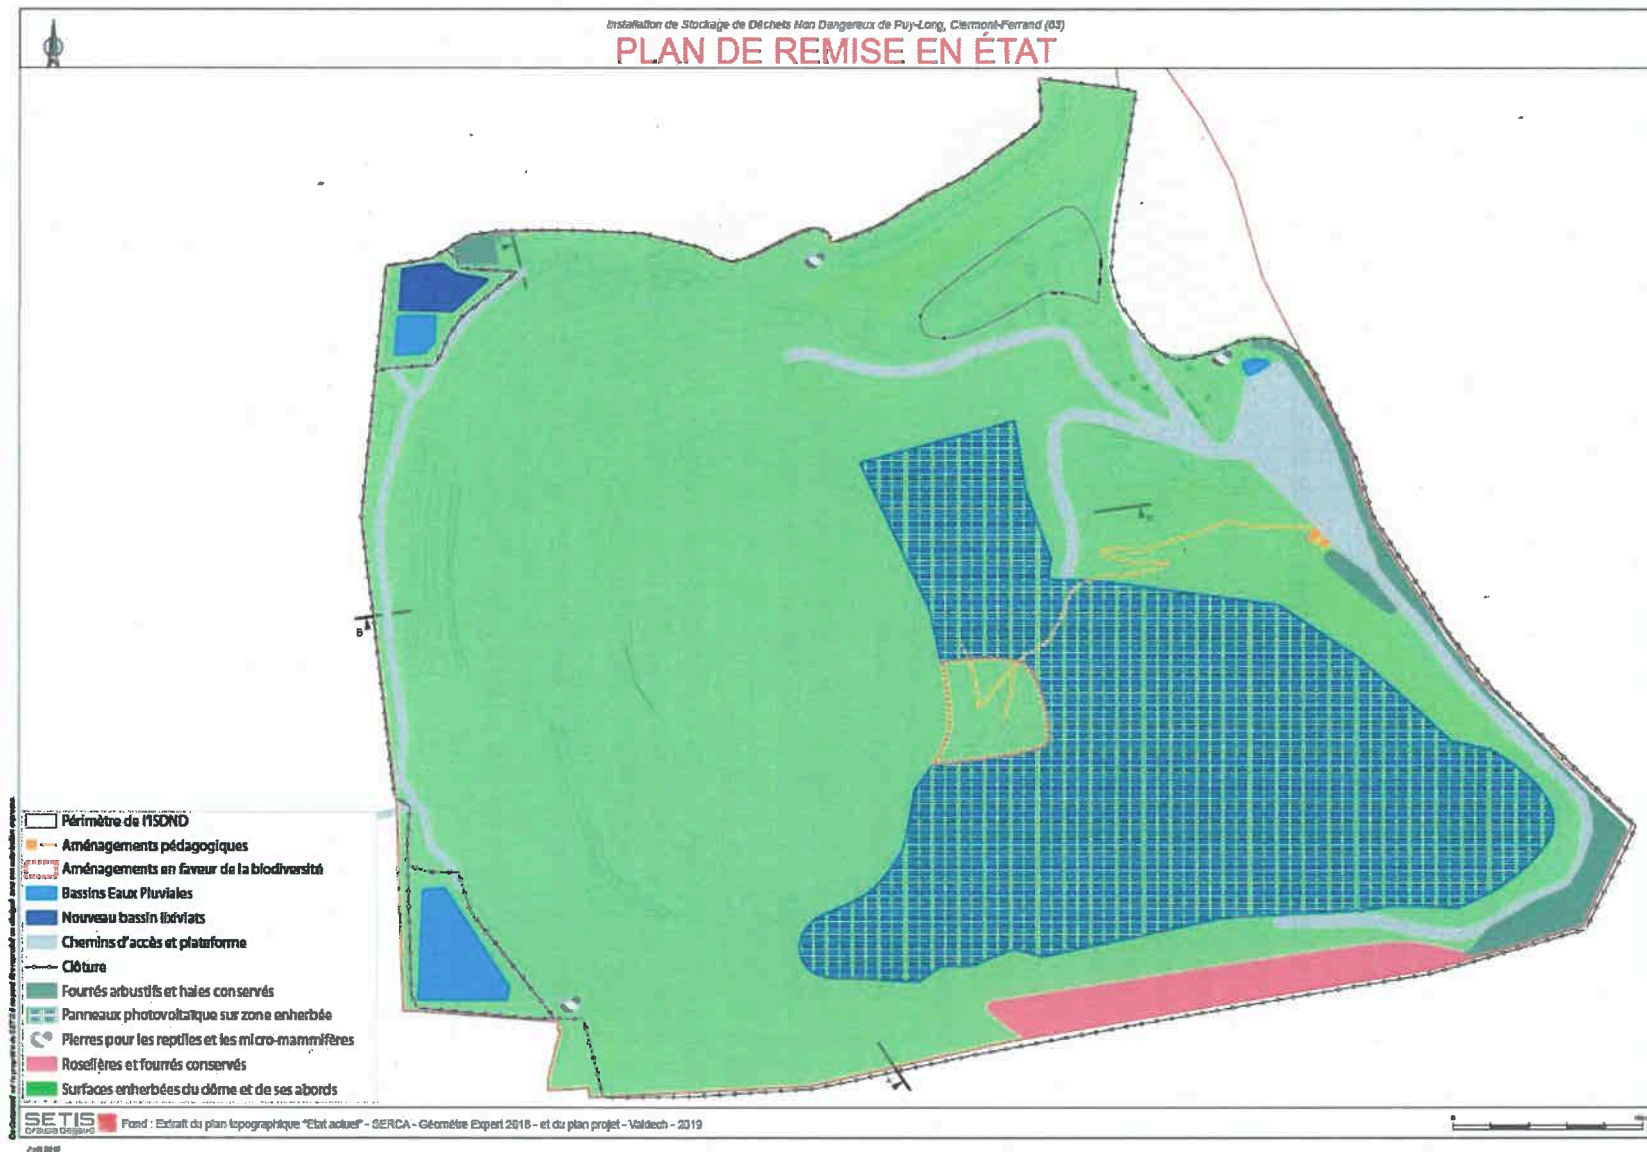 Installation de Stockage de Déchets Non Dangereux de Puy-Long, Clermont-Ferrand (63)
PLAN DE REMISE EN ÉTAT
B
A
Périmètre de l'ISDND
Aménagements pédagogiques
Aménagements en faveur de la biodiversité
Bassins Eaux Pluviales
Nouveau bassin lixiviats
Chemins d'accès et plateforme
Clôture
Fourrés arbustifs et haies conservés
Panneaux photovoltaïque sur zone enherbée
Pierres pour les reptiles et les micro-mammifères
Roselières et fourrés conservés
Surfaces enherbées du dôme et de ses abords
SETIS
Fond : Extrait du plan topographique "Etat actuel" - SERCA - Géomètre Expert 2018 - et du plan projet - Valdech - 2019